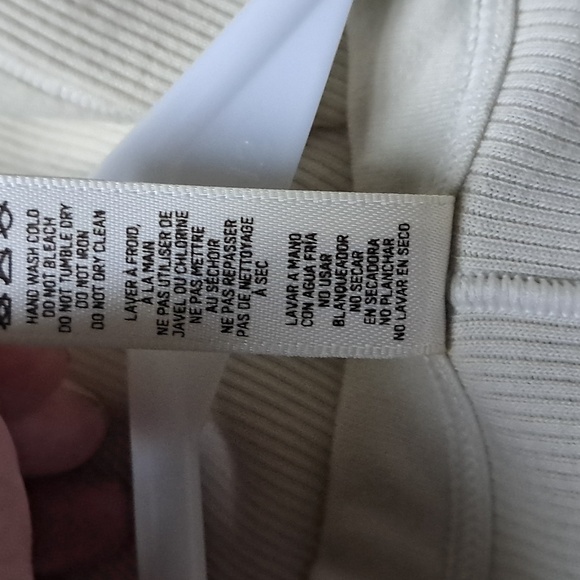 HAND WASH COLD
DO NOT BLEACH
DO NOT TUMBLE DRY
DO NOT IRON
DO NOT DRY CLEAN
LAVER À FROID,
À LA MAIN
NE PAS UTILISER DE
JAVEL OU CHLORINE
NE PAS METTRE
AU SÉCHOIR
NE PAS REPASSER
PAS DE NETTOYAGE
À SEC
LAVAR A MANO
CON AGUA FRIA
NO USAR
BLANQUEADOR
NO SECAR
EN SECADORA
NO PLANCHAR
NO LAVAR EN SECO